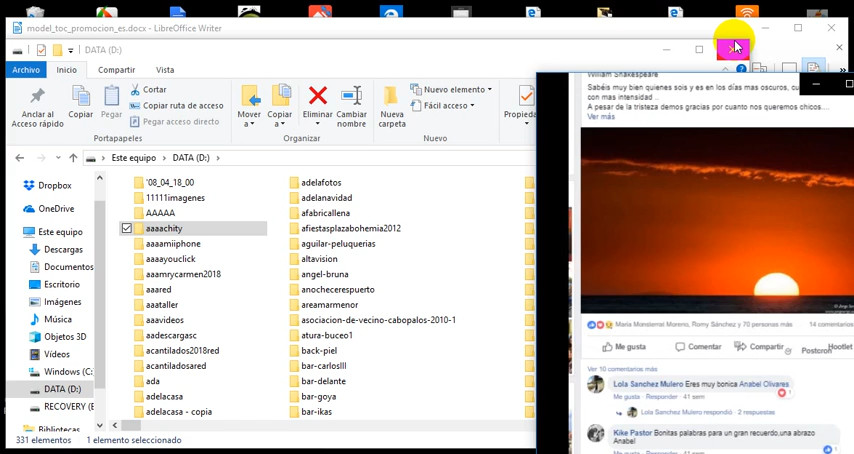 model_toc_promocion_es.docx - LibreOffice Writer
DATA (D:)
Archivo Inicio Compartir Vista
Anclar al Acceso rápido
Copiar
Pegar
Cortar
Copiar ruta de acceso
Pegar acceso directo
Mover a
Copiar a
Eliminar
Cambiar nombre
Nueva carpeta
Nuevo elemento
Fácil acceso
Propieda
Portapapeles
Organizar
Nuevo
Este equipo > DATA (D:) >
Dropbox
OneDrive
Este equipo
Descargas
Documentos
Escritorio
Imágenes
Música
Objetos 3D
Vídeos
Windows (C:
DATA (D:)
RECOVERY (E
Bibliotecas
'08_04_18_00
11111imagenes
AAAAA
aaaachity
aaaamiiphone
aaaayouclick
aaamrycarmen2018
aaared
aaataller
aaavideos
aadescargasc
acantilados2018red
acantiladosared
ada
adelacasa
adelacasa - copia
adelafotos
adelanavidad
afabricallena
afiestasplazabohemia2012
aguilar-peluquerias
altavision
angel-bruna
anochecerespuerto
areamarmenor
asociacion-de-vecino-cabopalos-2010-1
atura-buceo1
back-piel
bar-carlosIII
bar-delante
bar-goya
bar-ikas
331 elementos 1 elemento seleccionado
William Shakespeare
Sabéis muy bien quienes sois y es en los días mas oscuros, cu
con mas intensidad ..
A pesar de la tristeza demos gracias por cuanto nos queremos chicos....
Ver más
Maria Monsterrat Moreno, Romy Sánchez y 70 personas más 14 comentarios
Me gusta Comentar Compartir Postcron Hootlet
Ver 10 comentarios más
Lola Sanchez Mulero Eres muy bonica Anabel Olivares
1
Me gusta · Responder · 41 sem
Lola Sanchez Mulero respondió · 2 respuestas
Kike Pastor Bonitas palabras para un gran recuerdo,una abrazo
Anabel
1
Me gusta · Responder · 41 sem